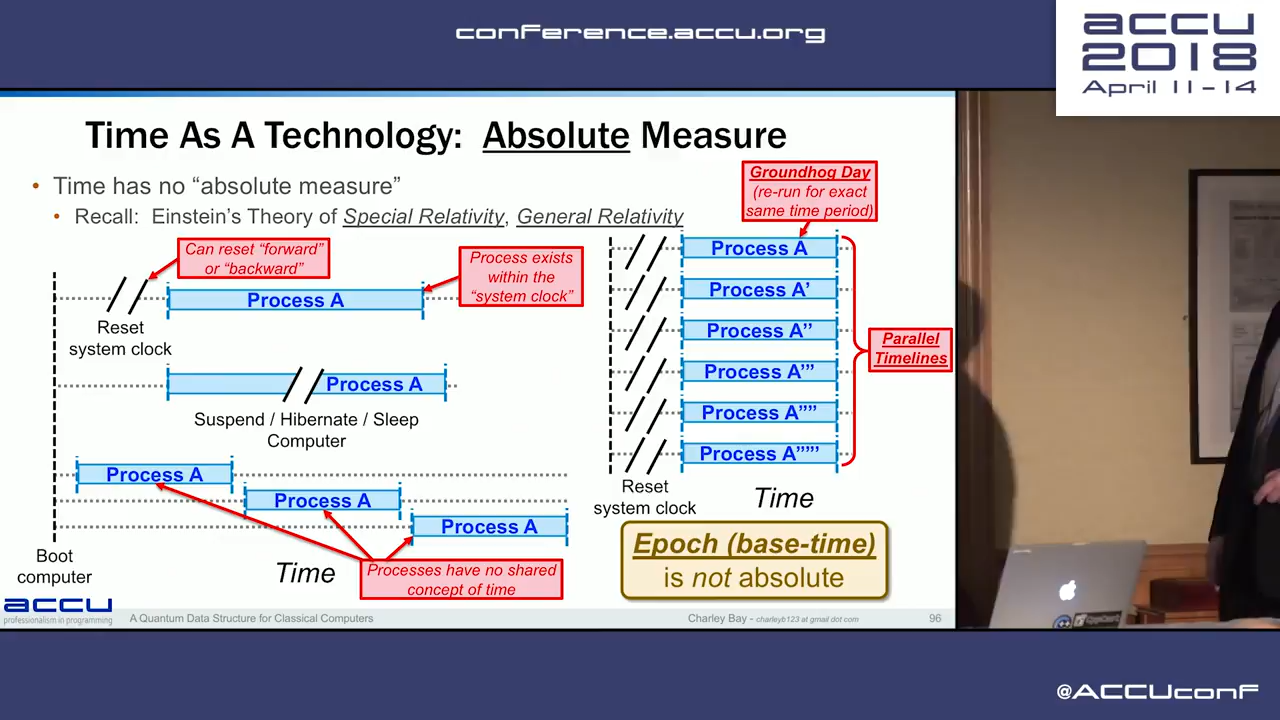 conference.accu.org
accu
2018
April 11-14
Time As A Technology: Absolute Measure
• Time has no “absolute measure”
• Recall: Einstein’s Theory of Special Relativity, General Relativity
Groundhog Day
(re-run for exact
same time period)
Can reset “forward”
or “backward”
Process exists
within the
“system clock”
Process A
Reset
system clock
Process A
Suspend / Hibernate / Sleep
Computer
Process A
Process A
Process A
Boot
computer
Time
Processes have no shared
concept of time
Process A
Process A’
Process A’’
Process A’’’
Process A’’’’
Process A’’’’’
Parallel
Timelines
Reset
system clock
Time
Epoch (base-time)
is not absolute
accu
professionalism in programming
A Quantum Data Structure for Classical Computers
Charley Bay - charleyb123 at gmail dot com
96
@ACCUconf